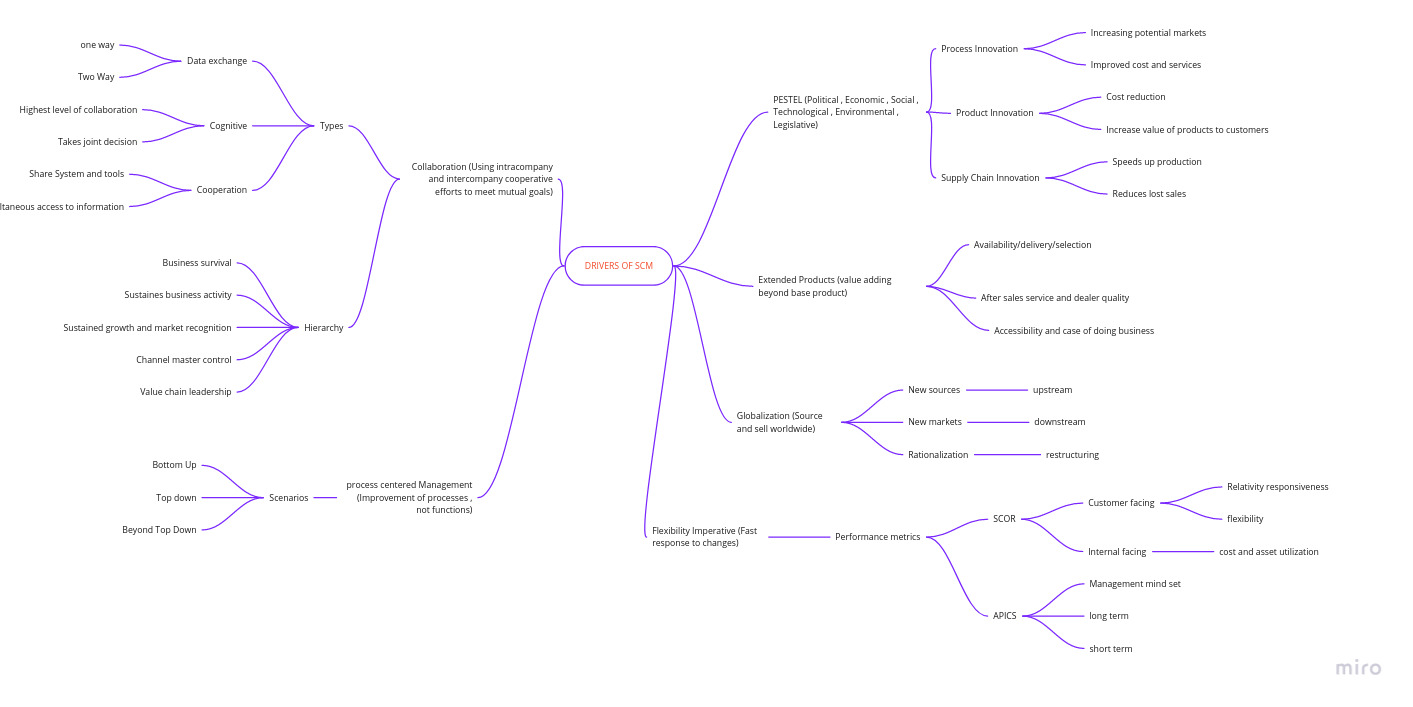 one way
Two Way
Data exchange
Highest level of collaboration
Takes joint decision
Cognitive
Share System and tools
ltaneous access to information
Cooperation
Types
Business survival
Sustaines business activity
Sustained growth and market recognition
Channel master control
Value chain leadership
Hierarchy
Collaboration (Using intracompany
and intercompany cooperative
efforts to meet mutual goals)
Bottom Up
Top down
Beyond Top Down
Scenarios
process centered Management
(Improvement of processes ,
not functions)
DRIVERS OF SCM
PESTEL (Political , Economic , Social ,
Technological , Environmental ,
Legislative)
Process Innovation
Increasing potential markets
Improved cost and services
Product Innovation
Cost reduction
Increase value of products to customers
Supply Chain Innovation
Speeds up production
Reduces lost sales
Extended Products (value adding
beyond base product)
Availability/delivery/selection
After sales service and dealer quality
Accessibility and case of doing business
Globalization (Source
and sell worldwide)
New sources
upstream
New markets
downstream
Rationalization
restructuring
Flexibility Imperative (Fast
response to changes)
Performance metrics
SCOR
Customer facing
Relativity responsiveness
flexibility
Internal facing
cost and asset utilization
APICS
Management mind set
long term
short term
miro